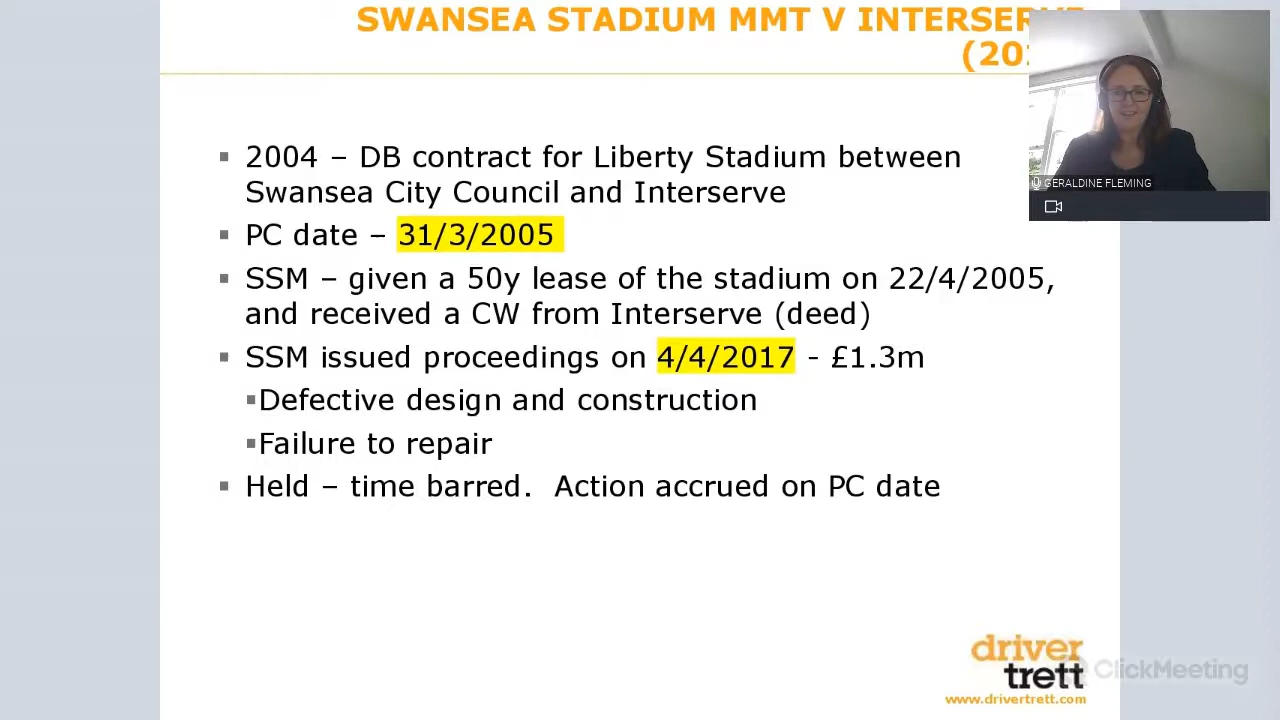 SWANSEA STADIUM MMT V
(20
GERALDINE FLEMING
▪ 2004 – DB contract for Liberty Stadium between
Swansea City Council and Interserve
▪ PC date – 31/3/2005
▪ SSM – given a 50y lease of the stadium on 22/4/2005,
and received a CW from Interserve (deed)
▪ SSM issued proceedings on 4/4/2017 - £1.3m
▪Defective design and construction
▪Failure to repair
▪ Held – time barred. Action accrued on PC date
driver
trett
ClickMeeting
www.drivertrett.com